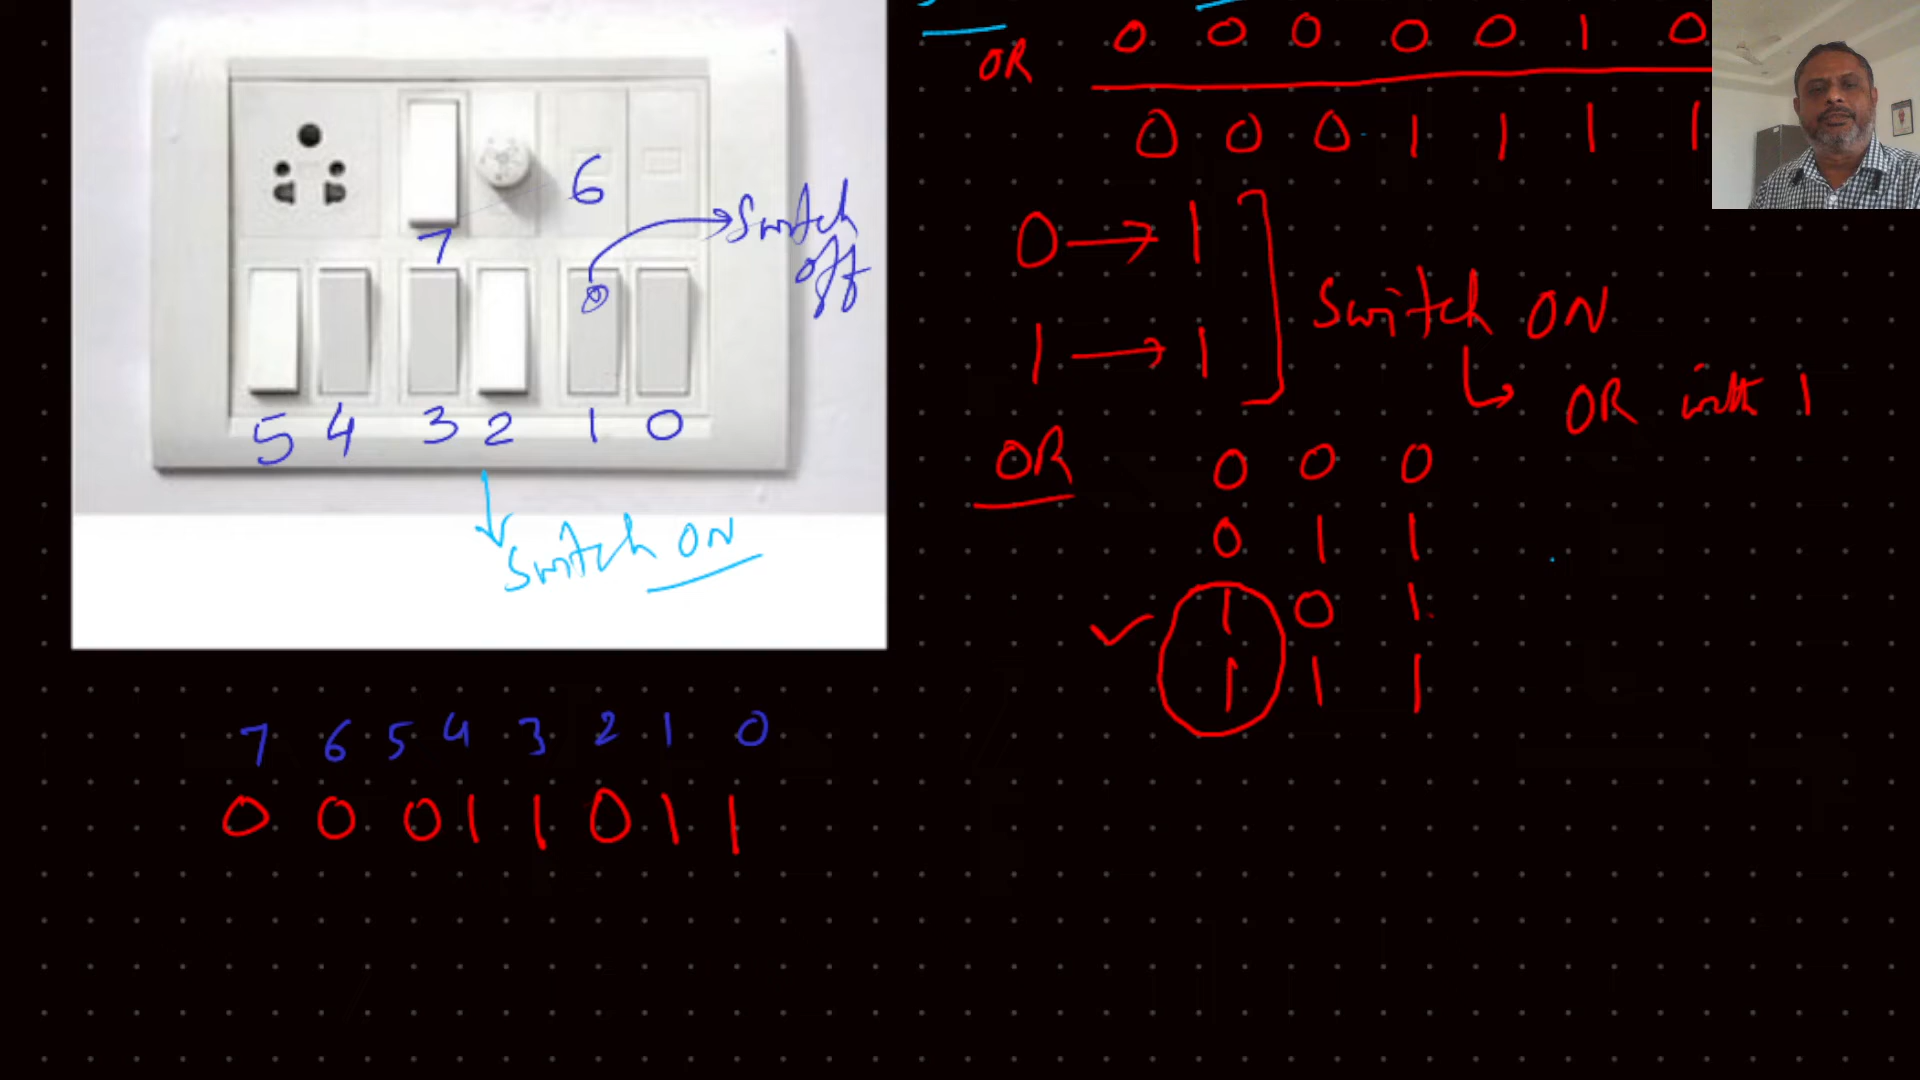 0 0 0 0 0 1 0
OR
0 0 0 1 1 1 1
6
Switch
off
7
0 → 1
1 → 1
Switch ON
OR with 1
5 4 3 2 1 0
Switch ON
OR
0 0 0
0 1 1
1 0 1
1 1 1
7 6 5 4 3 2 1 0
0 0 0 1 1 0 1 1